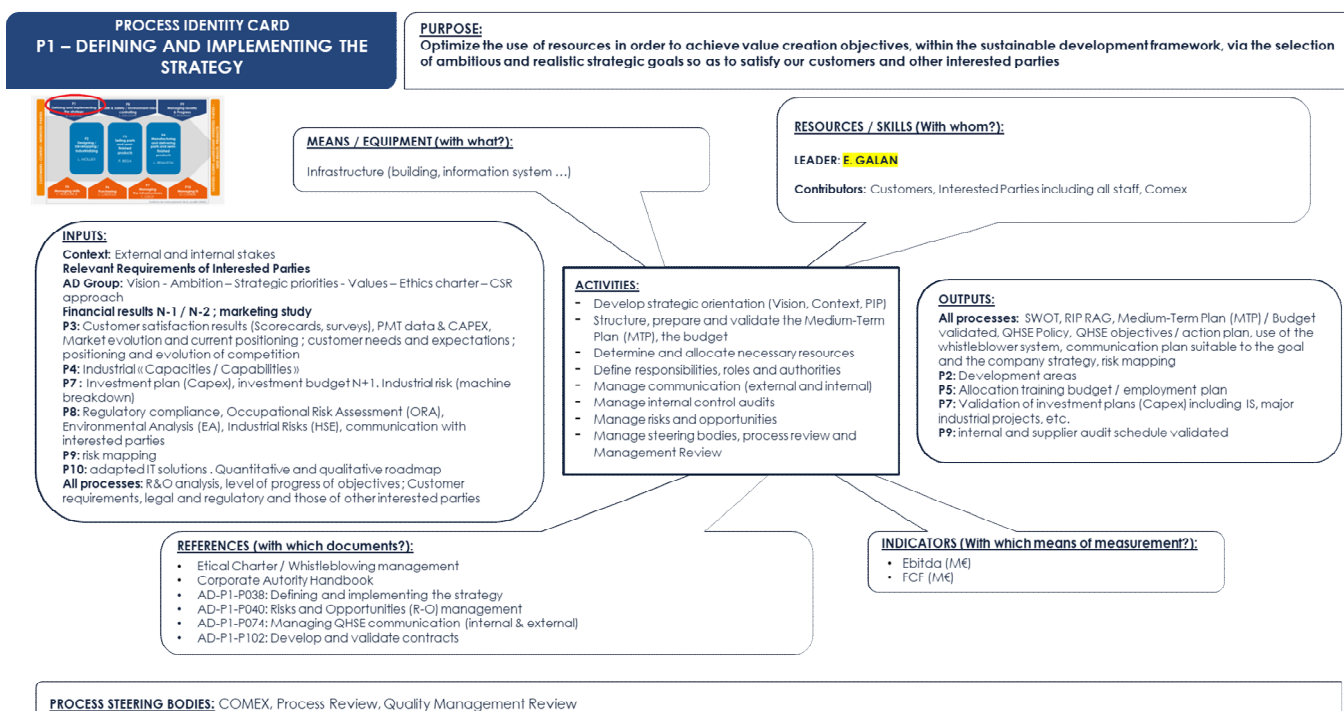 PROCESS IDENTITY CARD
P1 – DEFINING AND IMPLEMENTING THE
STRATEGY
PURPOSE:
Optimize the use of resources in order to achieve value creation objectives, within the sustainable development framework, via the selection
of ambitious and realistic strategic goals so as to satisfy our customers and other interested parties
MEANS / EQUIPMENT (with what?):
Infrastructure (building, information system …)
RESOURCES / SKILLS (With whom?):
LEADER: E. GALAN
Contributors: Customers, Interested Parties including all staff, Comex
INPUTS:
Context: External and internal stakes
Relevant Requirements of Interested Parties
AD Group: Vision - Ambition – Strategic priorities - Values – Ethics charter – CSR
approach
Financial results N-1 / N-2 ; marketing study
P3: Customer satisfaction results (Scorecards, surveys), PMT data & CAPEX,
Market evolution and current positioning ; customer needs and expectations ;
positioning and evolution of competition
P4: Industrial « Capacities / Capabilities »
P7 : Investment plan (Capex), investment budget N+1. Industrial risk (machine
breakdown)
P8: Regulatory compliance, Occupational Risk Assessment (ORA),
Environmental Analysis (EA), Industrial Risks (HSE), communication with
interested parties
P9: risk mapping
P10: adapted IT solutions . Quantitative and qualitative roadmap
All processes: R&O analysis, level of progress of objectives ; Customer
requirements, legal and regulatory and those of other interested parties
ACTIVITIES:
- Develop strategic orientation (Vision, Context, PIP)
- Structure, prepare and validate the Medium-Term
Plan (MTP), the budget
- Determine and allocate necessary resources
- Define responsibilities, roles and authorities
- Manage communication (external and internal)
- Manage internal control audits
- Manage risks and opportunities
- Manage steering bodies, process review and
Management Review
OUTPUTS:
All processes: SWOT, RIP RAG, Medium-Term Plan (MTP) / Budget
validated, QHSE Policy, QHSE objectives / action plan, use of the
whistleblower system, communication plan suitable to the goal
and the company strategy, risk mapping
P2: Development areas
P5: Allocation training budget / employment plan
P7: Validation of investment plans (Capex) including IS, major
industrial projects, etc.
P9: internal and supplier audit schedule validated
REFERENCES (with which documents?):
• Etical Charter / Whistleblowing management
• Corporate Autority Handbook
• AD-P1-P038: Defining and implementing the strategy
• AD-P1-P040: Risks and Opportunities (R-O) management
• AD-P1-P074: Managing QHSE communication (internal & external)
• AD-P1-P102: Develop and validate contracts
INDICATORS (With which means of measurement?):
• Ebitda (M€)
• FCF (M€)
PROCESS STEERING BODIES: COMEX, Process Review, Quality Management Review